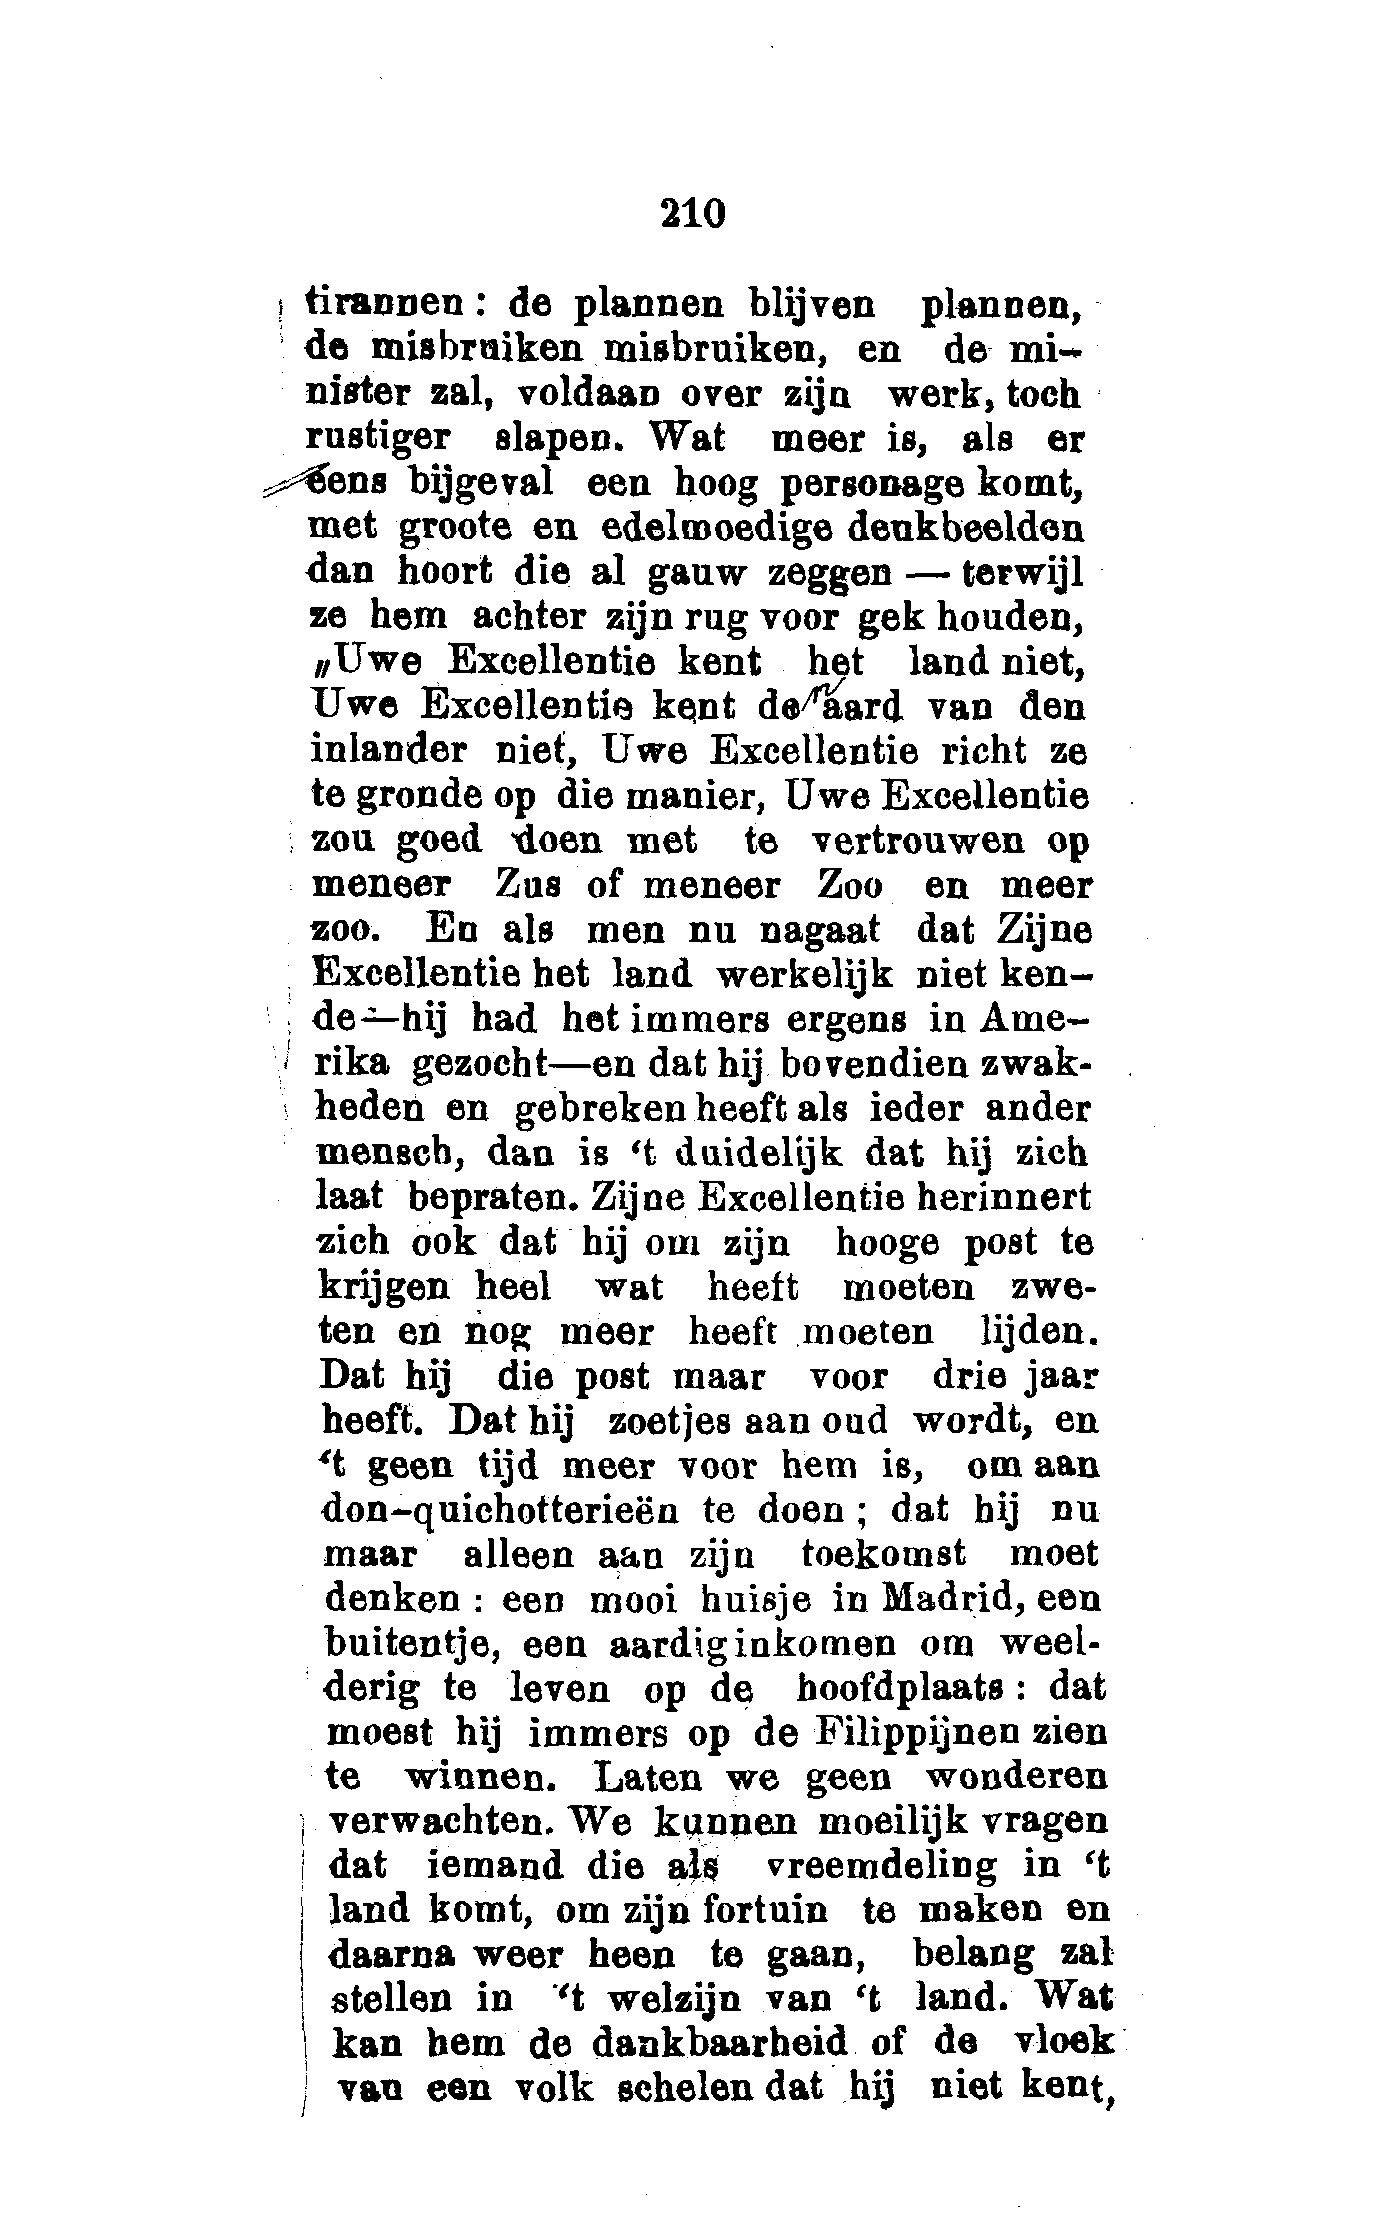 210
tirannen : de plannen blijven plannen,
de misbruiken misbruiken, en de mi-
nister zal, voldaan over zijn werk, toch
rustiger slapen. Wat meer is, als er
eens bijgeval een hoog personage komt,
met groote en edelmoedige denkbeelden
dan hoort die al gauw zeggen — terwijl
ze hem achter zijn rug voor gek houden,
„Uwe Excellentie kent het land niet,
Uwe Excellentie kent de aard van den
inlander niet, Uwe Excellentie richt ze
te gronde op die manier, Uwe Excellentie
zou goed doen met te vertrouwen op
meneer Zus of meneer Zoo en meer
zoo. En als men nu nagaat dat Zijne
Excellentie het land werkelijk niet ken-
de—hij had het immers ergens in Ame-
rika gezocht—en dat hij bovendien zwak-
heden en gebreken heeft als ieder ander
mensch, dan is ‘t duidelijk dat hij zich
laat bepraten. Zijne Excellentie herinnert
zich ook dat hij om zijn hooge post te
krijgen heel wat heeft moeten zwe-
ten en nog meer heeft moeten lijden.
Dat hij die post maar voor drie jaar
heeft. Dat hij zoetjes aan oud wordt, en
‘t geen tijd meer voor hem is, om aan
don-quichotterieën te doen ; dat hij nu
maar alleen aan zijn toekomst moet
denken : een mooi huisje in Madrid, een
buitentje, een aardig inkomen om weel-
derig te leven op de hoofdplaats : dat
moest hij immers op de Filippijnen zien
te winnen. Laten we geen wonderen
verwachten. We kunnen moeilijk vragen
dat iemand die als vreemdeling in ‘t
land komt, om zijn fortuin te maken en
daarna weer heen te gaan, belang zal
stellen in ‘t welzijn van ‘t land. Wat
kan hem de dankbaarheid of de vloek
van een volk schelen dat hij niet kent,